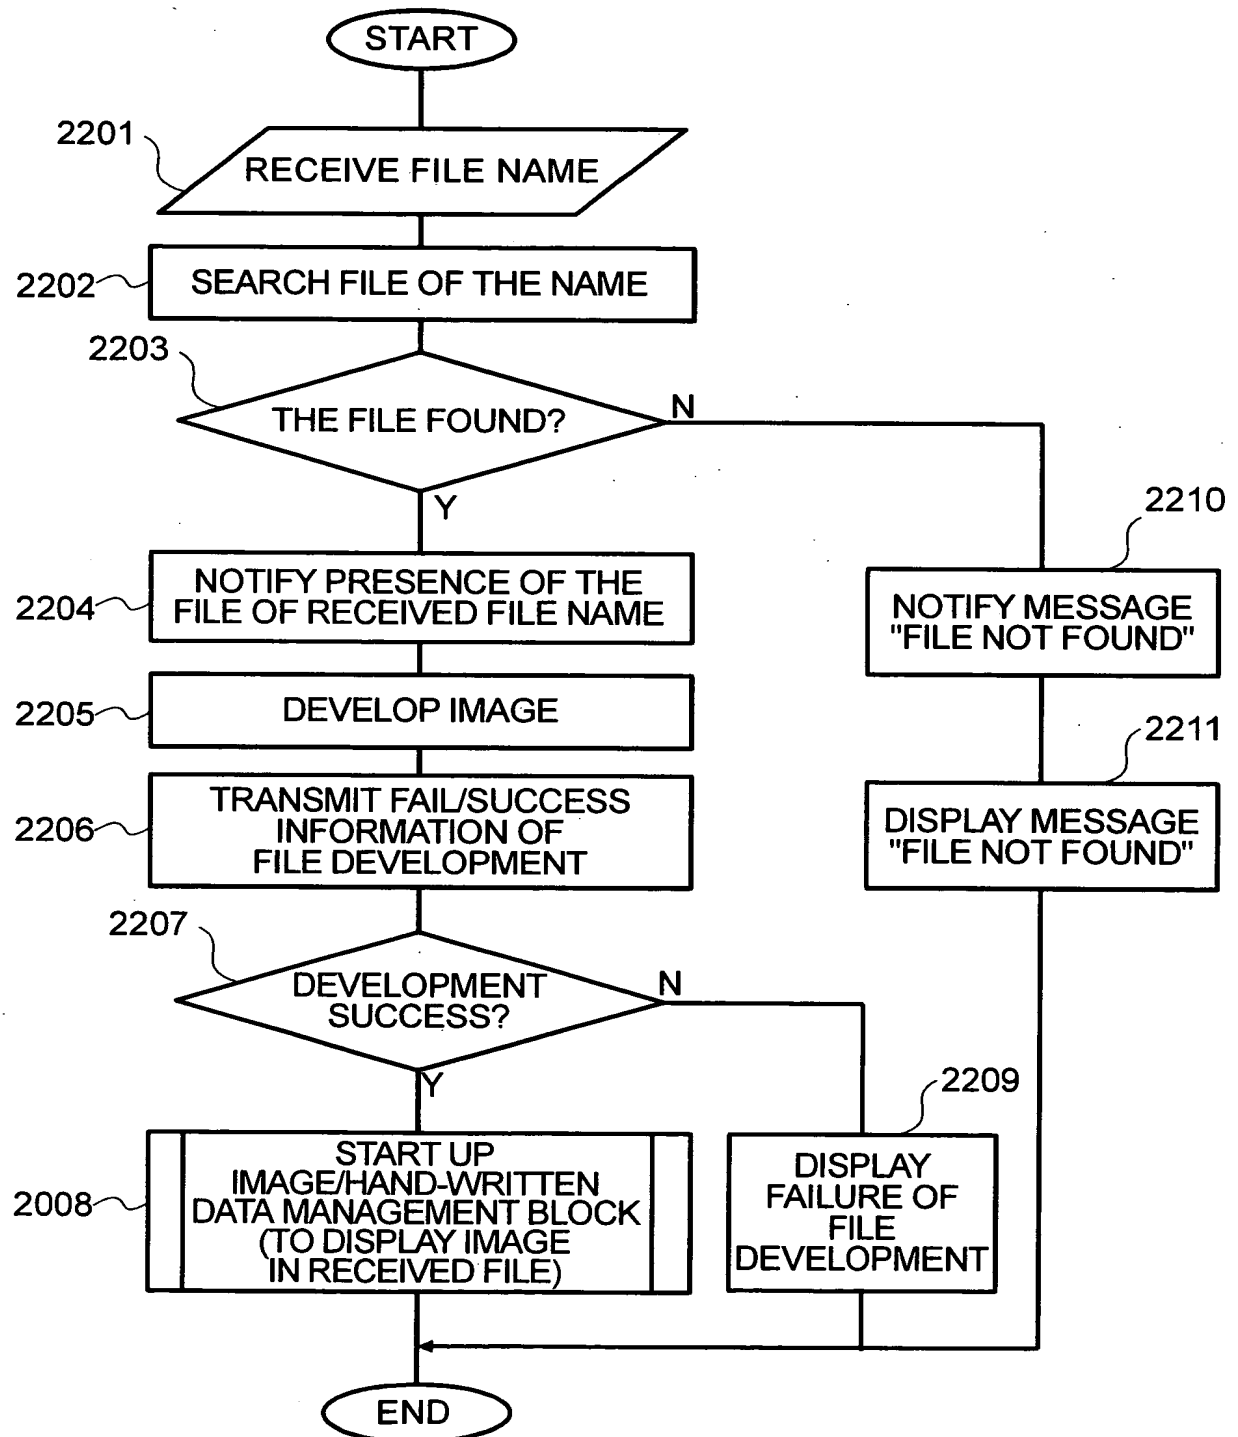 START
2201
RECEIVE FILE NAME
2202
SEARCH FILE OF THE NAME
2203
THE FILE FOUND?
N
Y
2204
NOTIFY PRESENCE OF THE
FILE OF RECEIVED FILE NAME
2210
NOTIFY MESSAGE
"FILE NOT FOUND"
2205
DEVELOP IMAGE
2211
DISPLAY MESSAGE
"FILE NOT FOUND"
2206
TRANSMIT FAIL/SUCCESS
INFORMATION OF
FILE DEVELOPMENT
2207
DEVELOPMENT
SUCCESS?
N
Y
2008
START UP
IMAGE/HAND-WRITTEN
DATA MANAGEMENT BLOCK
(TO DISPLAY IMAGE
IN RECEIVED FILE)
2209
DISPLAY
FAILURE OF
FILE
DEVELOPMENT
END